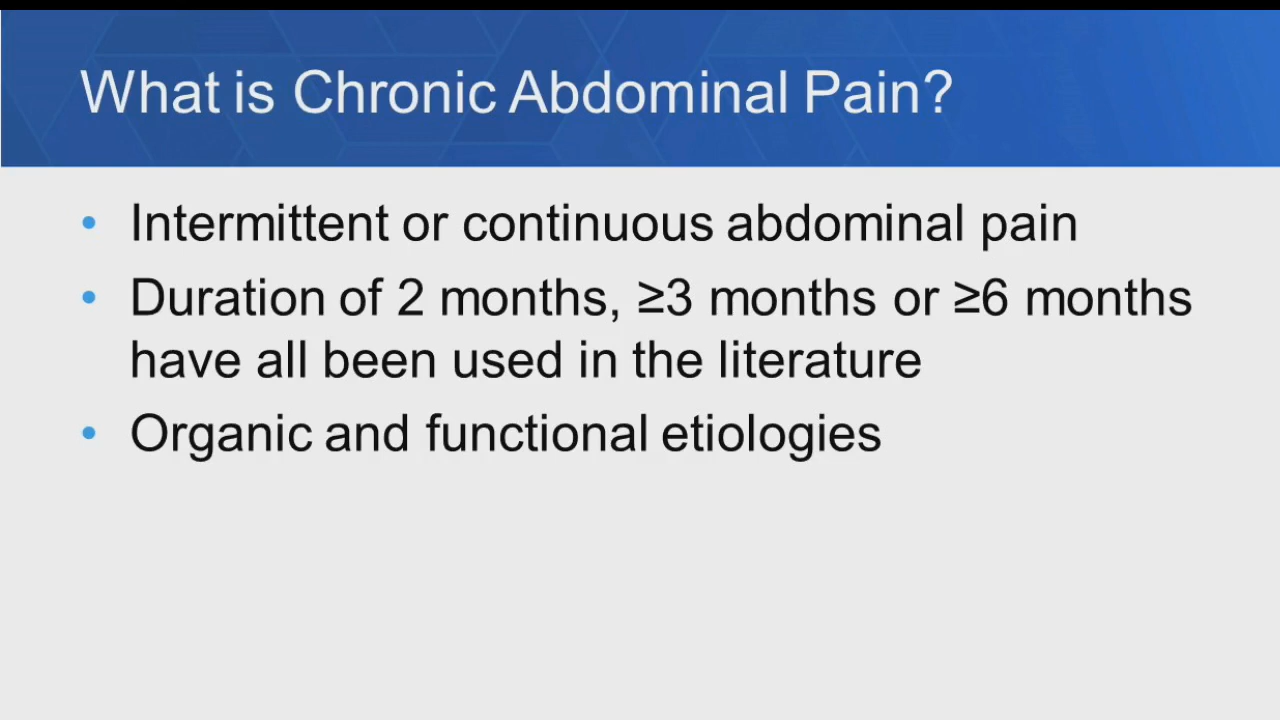 What is Chronic Abdominal Pain?
• Intermittent or continuous abdominal pain
• Duration of 2 months, ≥3 months or ≥6 months
have all been used in the literature
• Organic and functional etiologies